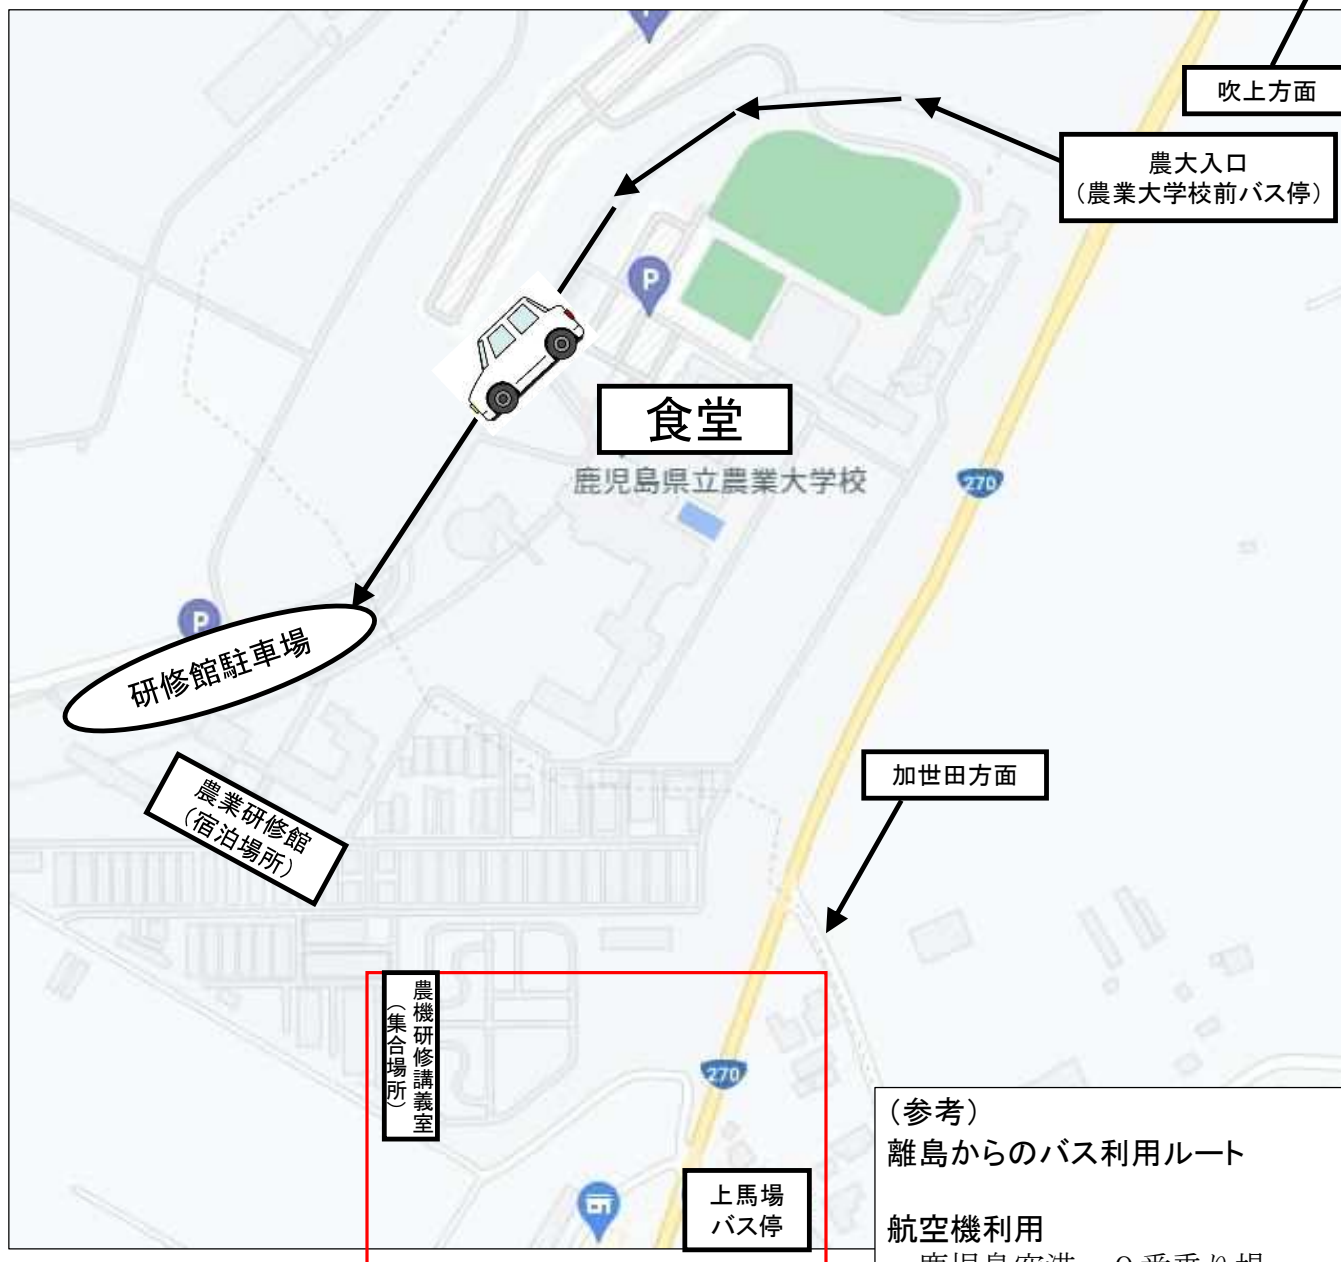 吹上方面
農大入口
（農業大学校前バス停）
P
食堂
鹿児島県立農業大学校
270
P
研修館駐車場
農業研修館
（宿泊場所）
加世田方面
農機研修講義室
（集合場所）
270
上馬場
バス停
（参考）
離島からのバス利用ルート
航空機利用